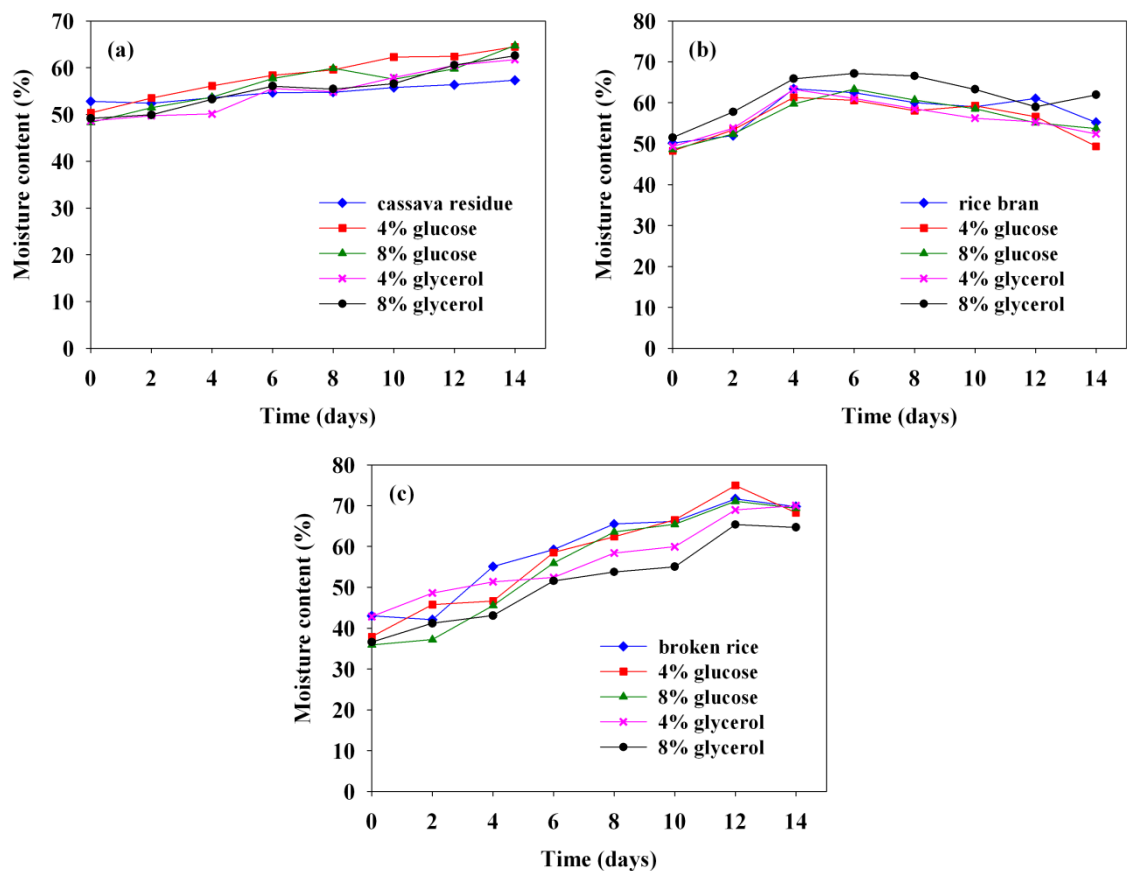 (a)
Moisture content (%)
70
60
50
40
30
20
10
0
cassava residue
4% glucose
8% glucose
4% glycerol
8% glycerol
0 2 4 6 8 10 12 14
Time (days)
(b)
Moisture content (%)
80
70
60
50
40
30
20
10
0
rice bran
4% glucose
8% glucose
4% glycerol
8% glycerol
0 2 4 6 8 10 12 14
Time (days)
(c)
Moisture content (%)
80
70
60
50
40
30
20
10
0
broken rice
4% glucose
8% glucose
4% glycerol
8% glycerol
0 2 4 6 8 10 12 14
Time (days)